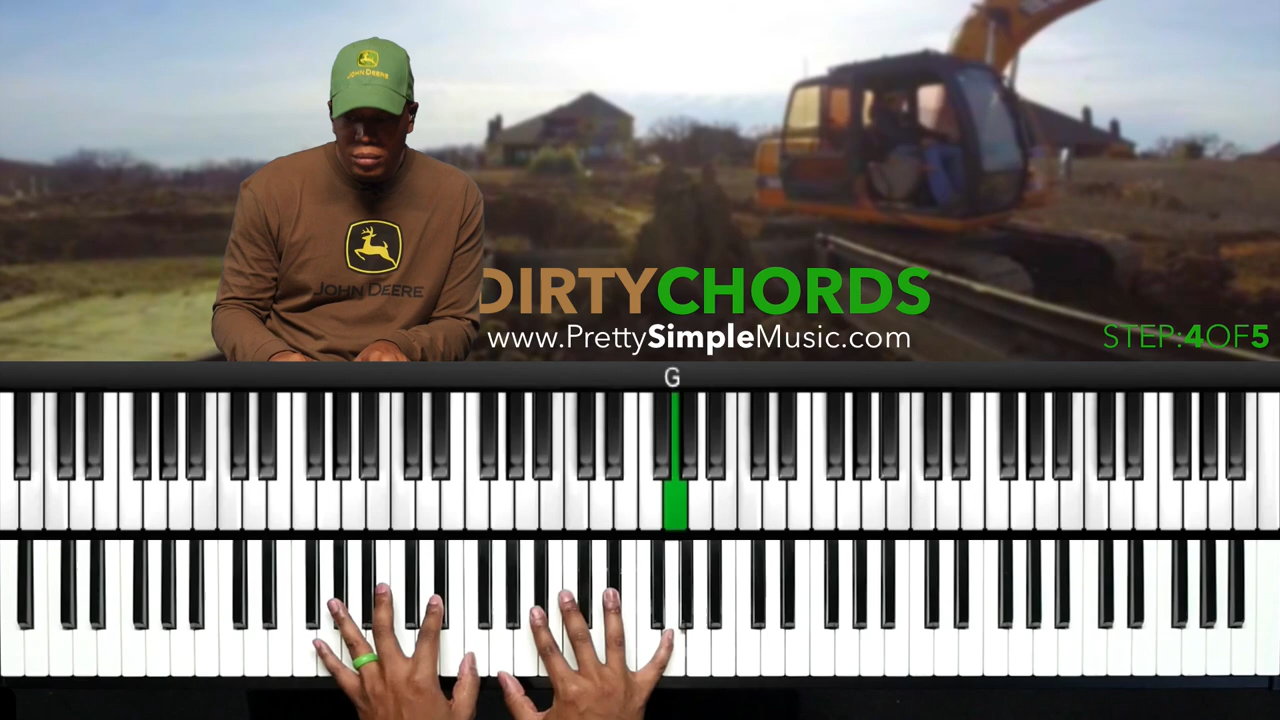 JOHN DEERE
JOHN DEERE
DIRTYCHORDS
www.PrettySimpleMusic.com
STEP:4OF5
G